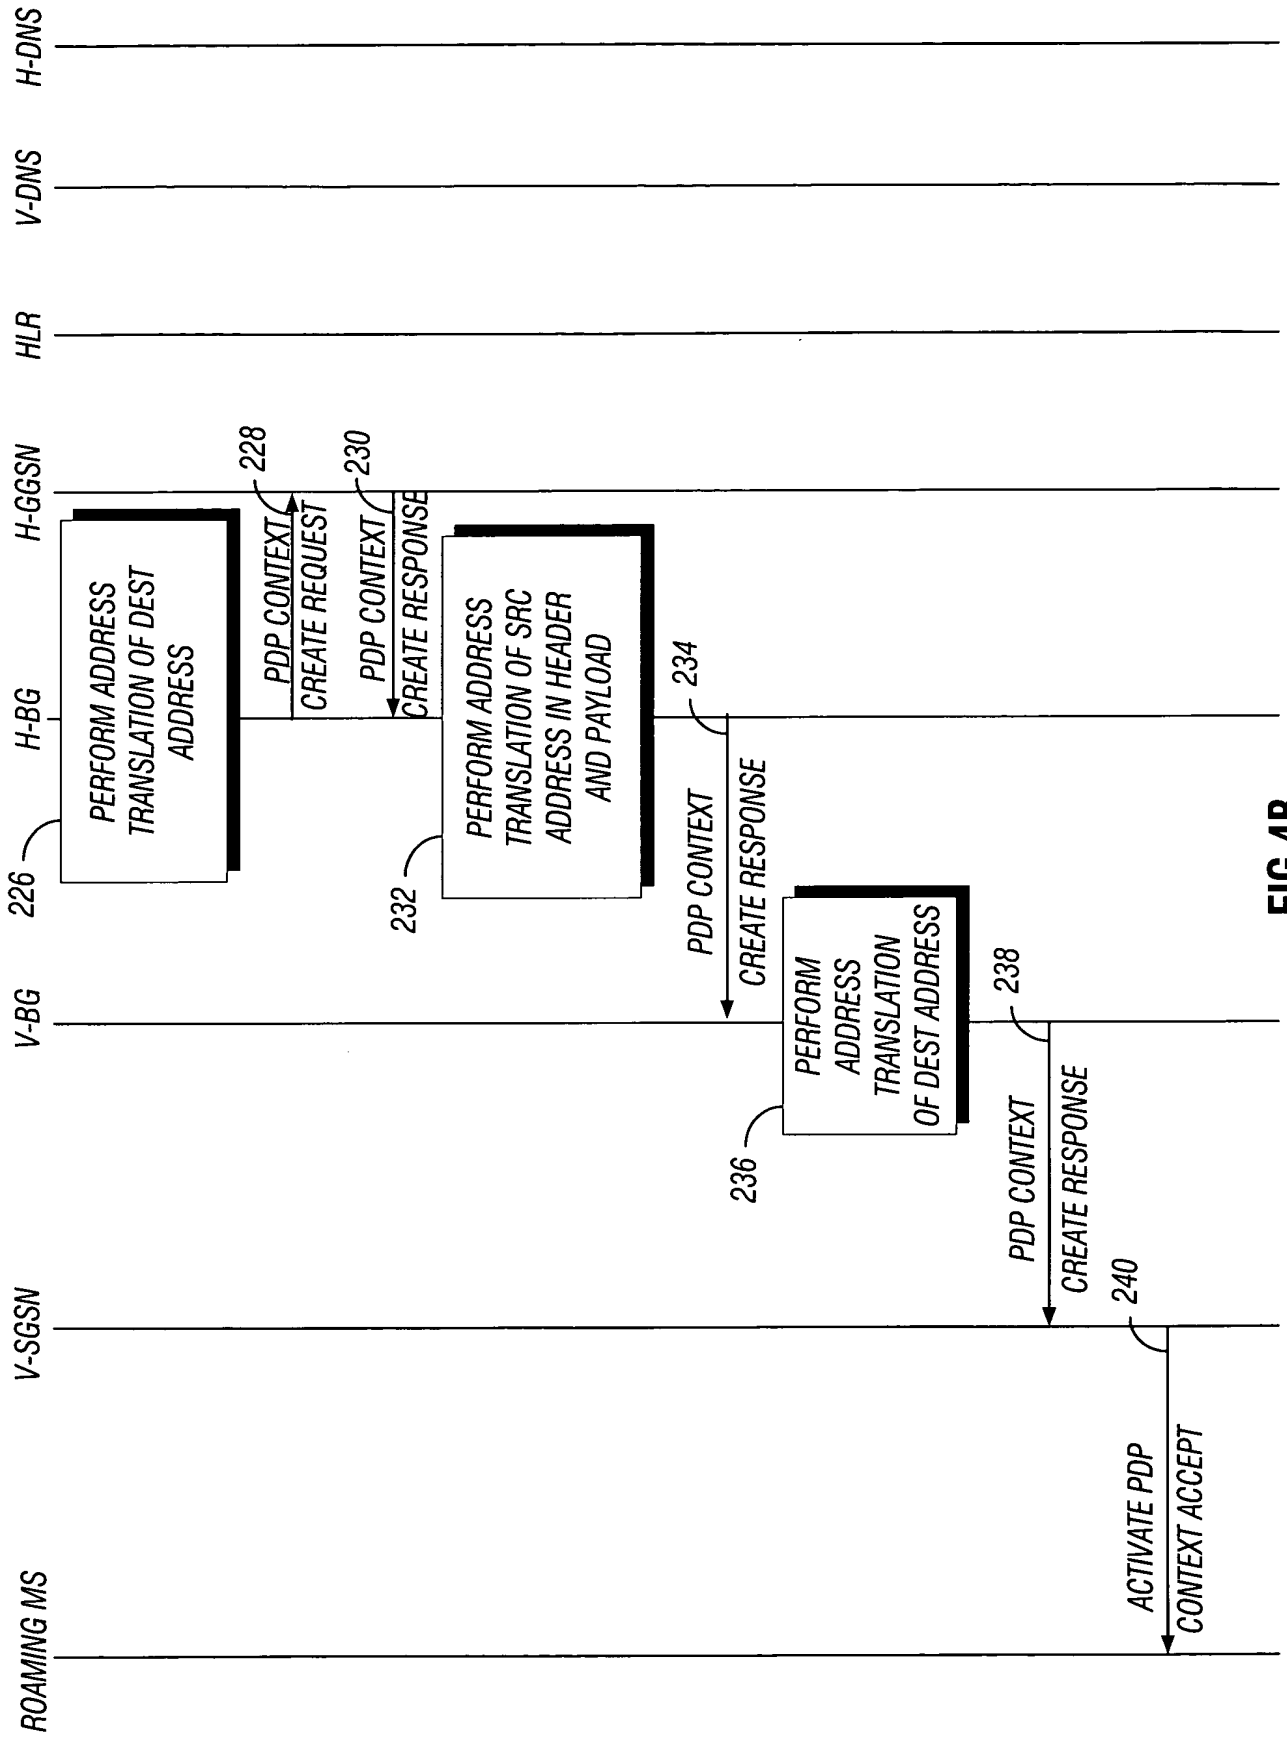 ROAMING MS
V-SGSN
V-BG
H-BG
H-GGSN
HLR
V-DNS
H-DNS
226
PERFORM ADDRESS
TRANSLATION OF DEST
ADDRESS
228
PDP CONTEXT
CREATE REQUEST
230
PDP CONTEXT
CREATE RESPONSE
232
PERFORM ADDRESS
TRANSLATION OF SRC
ADDRESS IN HEADER
AND PAYLOAD
234
PDP CONTEXT
CREATE RESPONSE
236
PERFORM
ADDRESS
TRANSLATION
OF DEST ADDRESS
238
PDP CONTEXT
CREATE RESPONSE
240
ACTIVATE PDP
CONTEXT ACCEPT
FIG. 4B